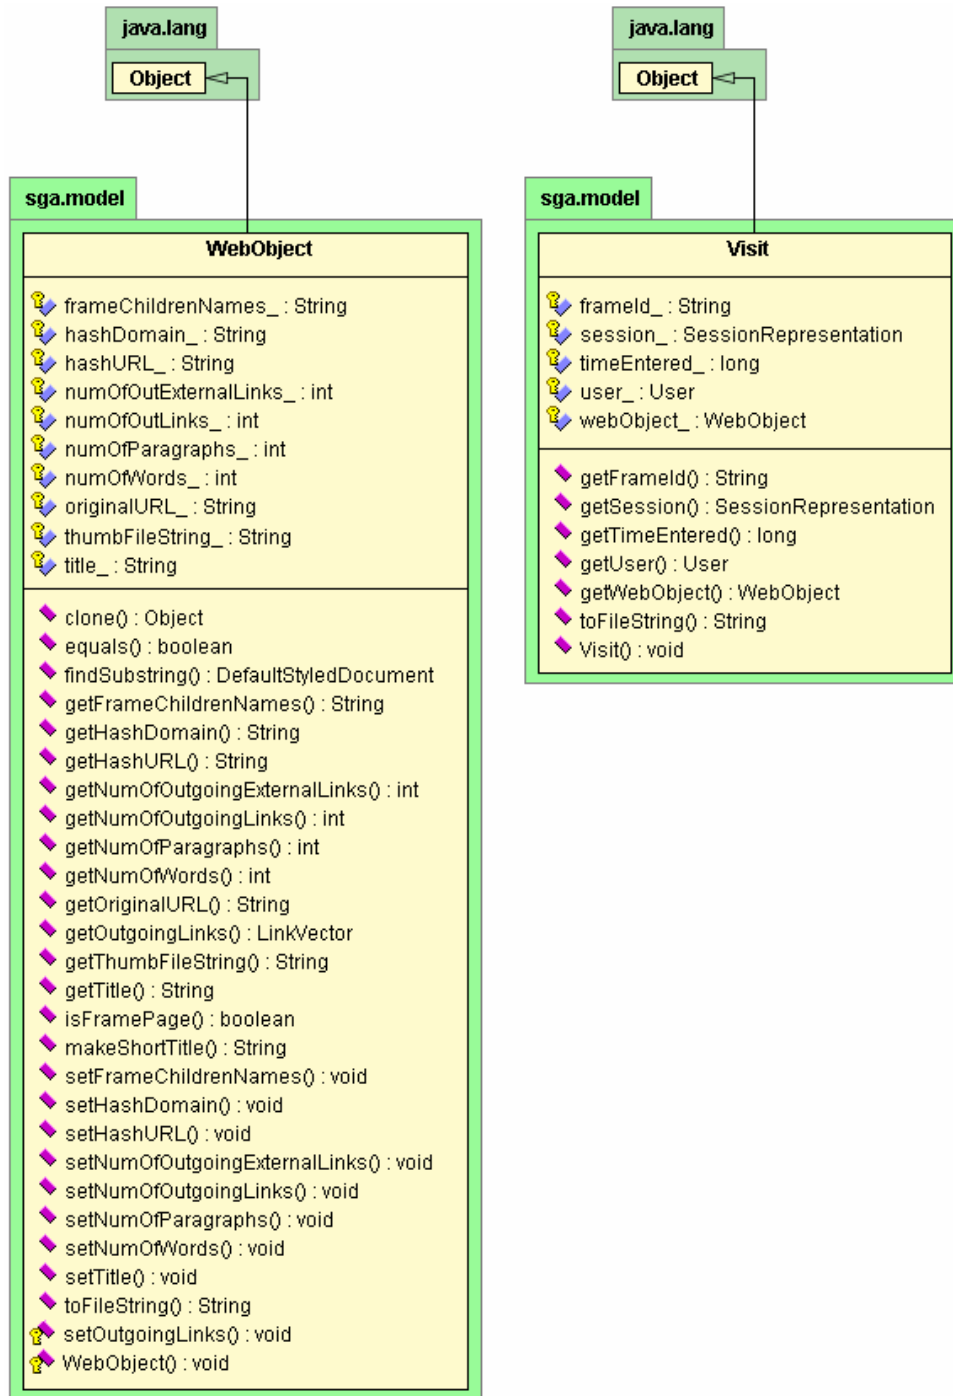 java.lang
Object
sga.model
WebObject
frameChildrenNames_ : String
hashDomain_ : String
hashURL_ : String
numOfOutExternalLinks_ : int
numOfOutLinks_ : int
numOfParagraphs_ : int
numOfWords_ : int
originalURL_ : String
thumbFileString_ : String
title_ : String
clone() : Object
equals() : boolean
findSubstring() : DefaultStyledDocument
getFrameChildrenNames() : String
getHashDomain() : String
getHashURL() : String
getNumOfOutgoingExternalLinks() : int
getNumOfOutgoingLinks() : int
getNumOfParagraphs() : int
getNumOfWords() : int
getOriginalURL() : String
getOutgoingLinks() : LinkVector
getThumbFileString() : String
getTitle() : String
isFramePage() : boolean
makeShortTitle() : String
setFrameChildrenNames() : void
setHashDomain() : void
setHashURL() : void
setNumOfOutgoingExternalLinks() : void
setNumOfOutgoingLinks() : void
setNumOfParagraphs() : void
setNumOfWords() : void
setTitle() : void
toFileString() : String
setOutgoingLinks() : void
WebObject() : void
java.lang
Object
sga.model
Visit
frameId_ : String
session_ : SessionRepresentation
timeEntered_ : long
user_ : User
webObject_ : WebObject
getFrameId() : String
getSession() : SessionRepresentation
getTimeEntered() : long
getUser() : User
getWebObject() : WebObject
toFileString() : String
Visit() : void